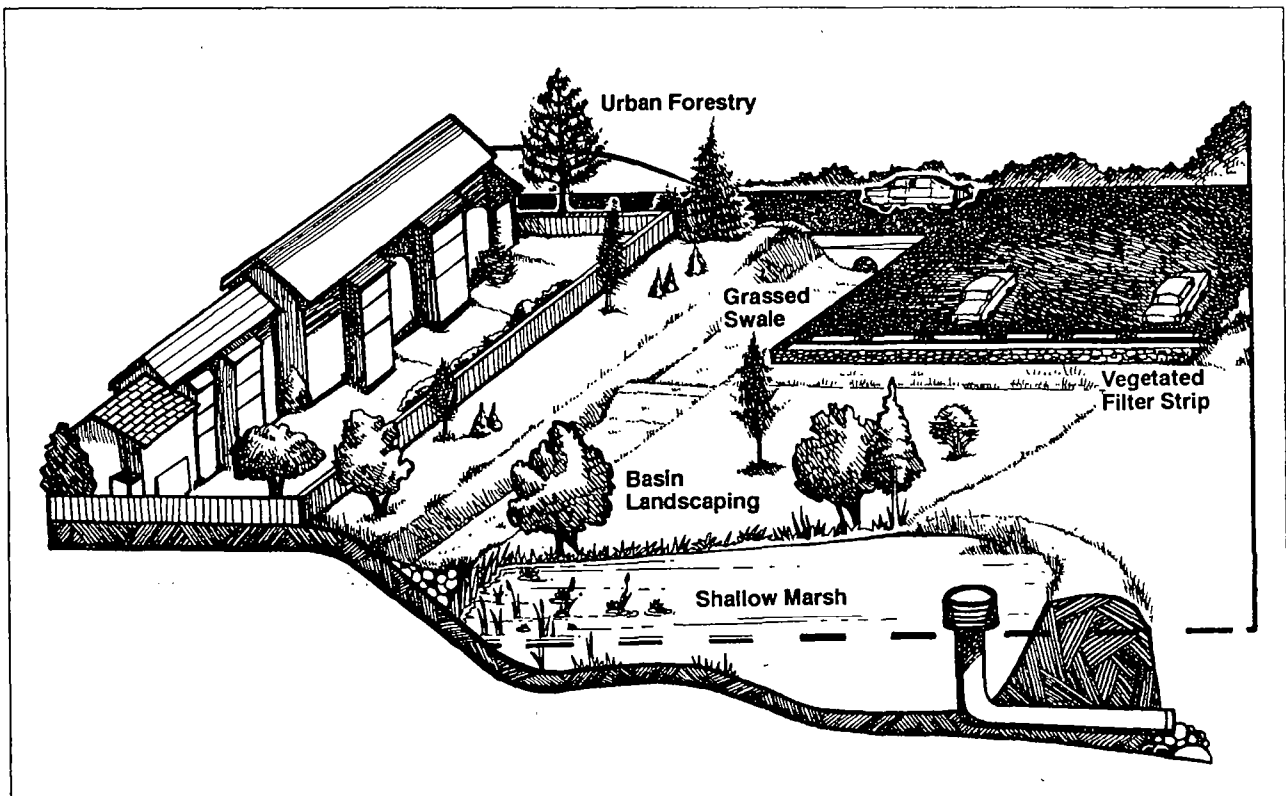 Urban Forestry
Grassed
Swale
Vegetated
Filter Strip
Basin
Landscaping
Shallow Marsh